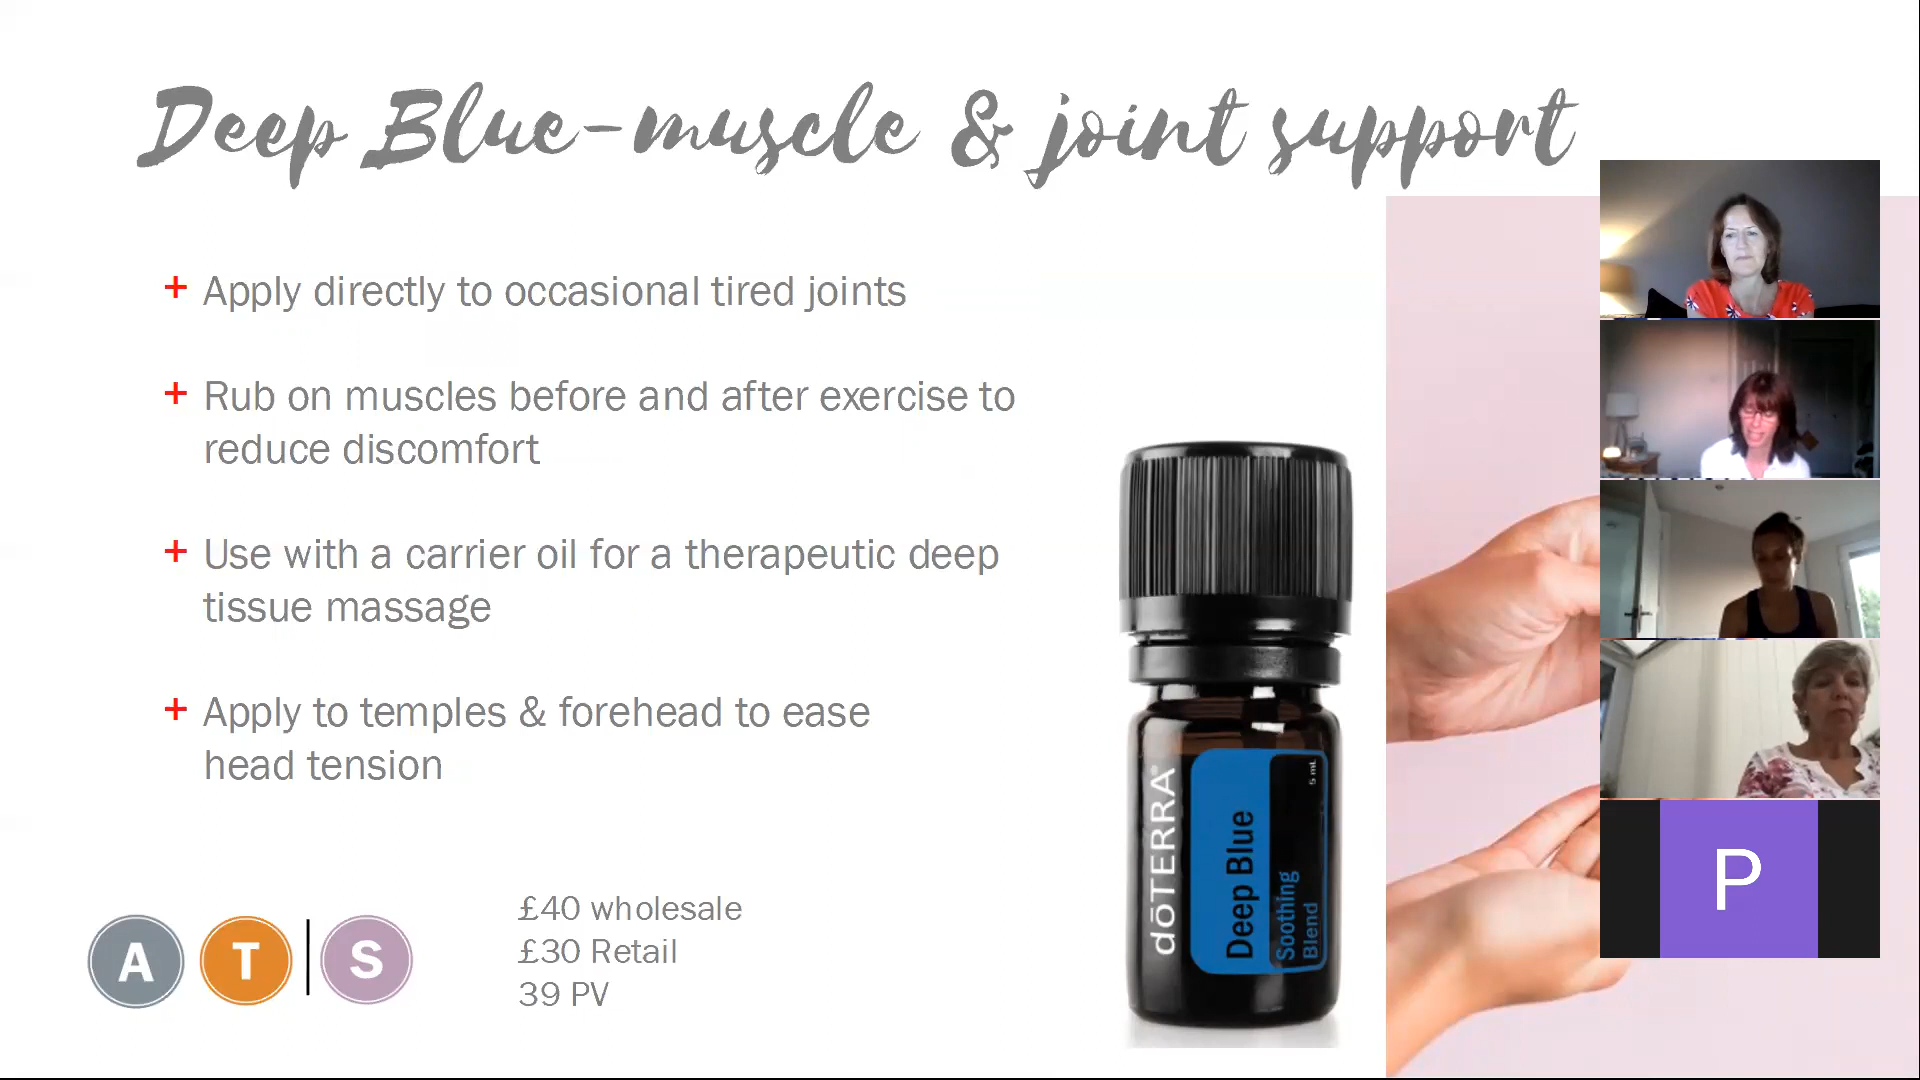 Deep Blue-muscle & joint support
+ Apply directly to occasional tired joints
+ Rub on muscles before and after exercise to
reduce discomfort
+ Use with a carrier oil for a therapeutic deep
tissue massage
+ Apply to temples & forehead to ease
head tension
A T | S
£40 wholesale
£30 Retail
39 PV
dōTERRA®
Deep Blue
Soothing
Blend
5 mL
P